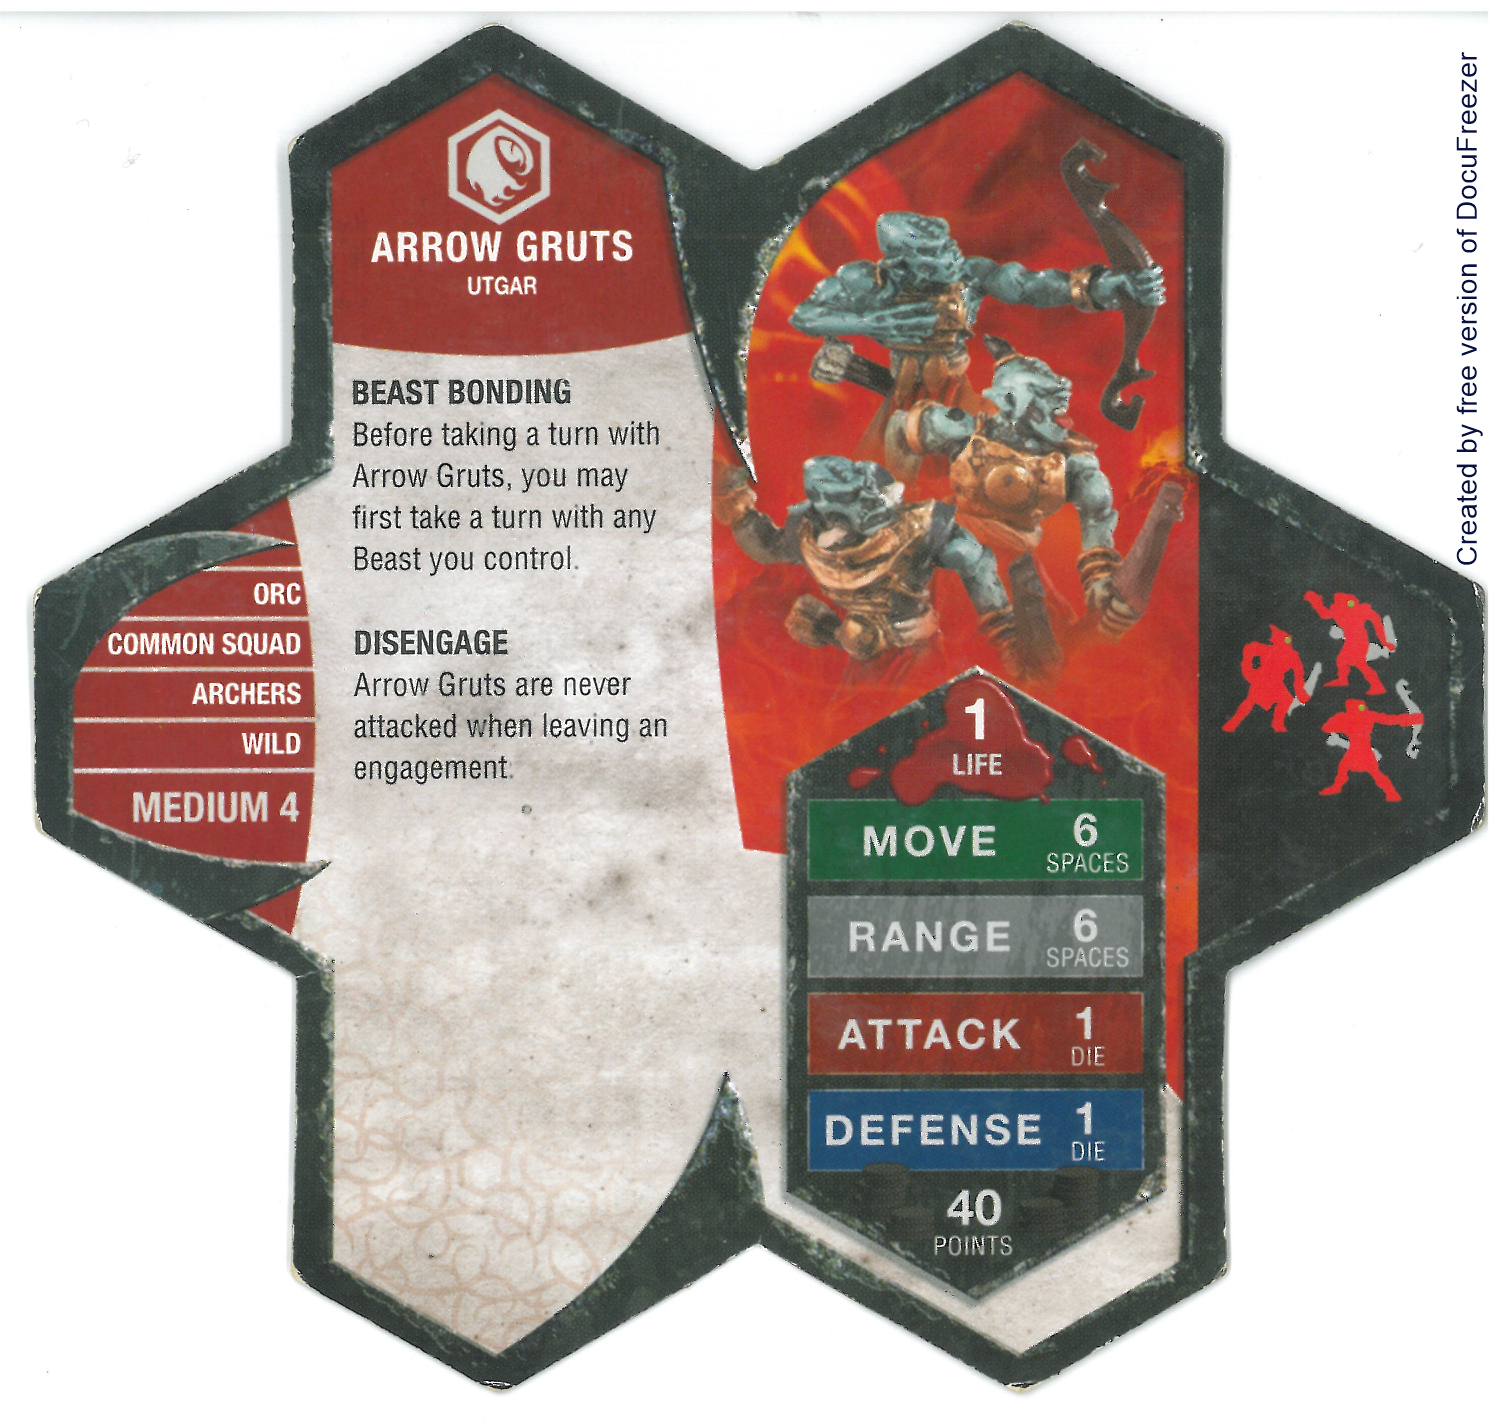 ARROW GRUTS
UTGAR
BEAST BONDING
Before taking a turn with
Arrow Gruts, you may
first take a turn with any
Beast you control.
DISENGAGE
Arrow Gruts are never
attacked when leaving an
engagement.
ORC
COMMON SQUAD
ARCHERS
WILD
MEDIUM 4
1
LIFE
MOVE 6
SPACES
RANGE 6
SPACES
ATTACK 1
DIE
DEFENSE 1
DIE
40
POINTS
Created by free version of DocuFreezer